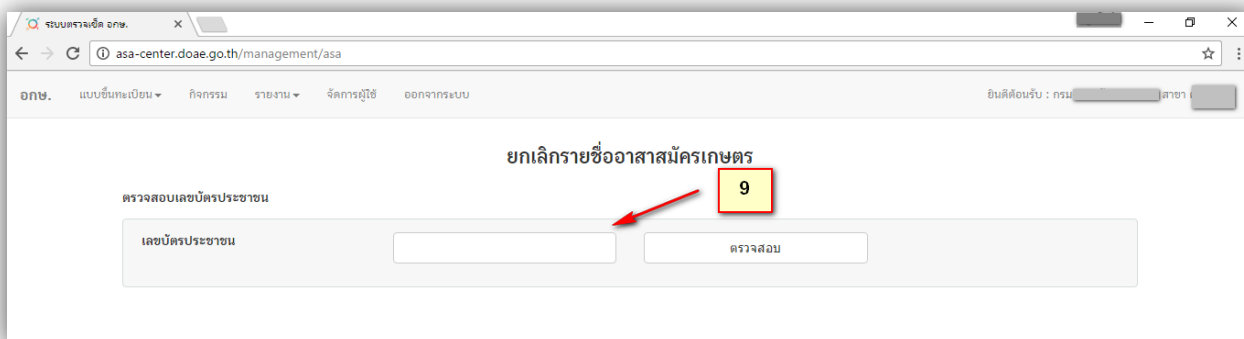 ระบบตรวจเช็ค อกษ.
asa-center.doae.go.th/management/asa
อกษ. แบบขึ้นทะเบียน กิจกรรม รายงาน จัดการผู้ใช้ ออกจากระบบ ยินดีต้อนรับ : กรม สาขา
ยกเลิกรายชื่ออาสาสมัครเกษตร
9
ตรวจสอบเลขบัตรประชาชน
เลขบัตรประชาชน ตรวจสอบ